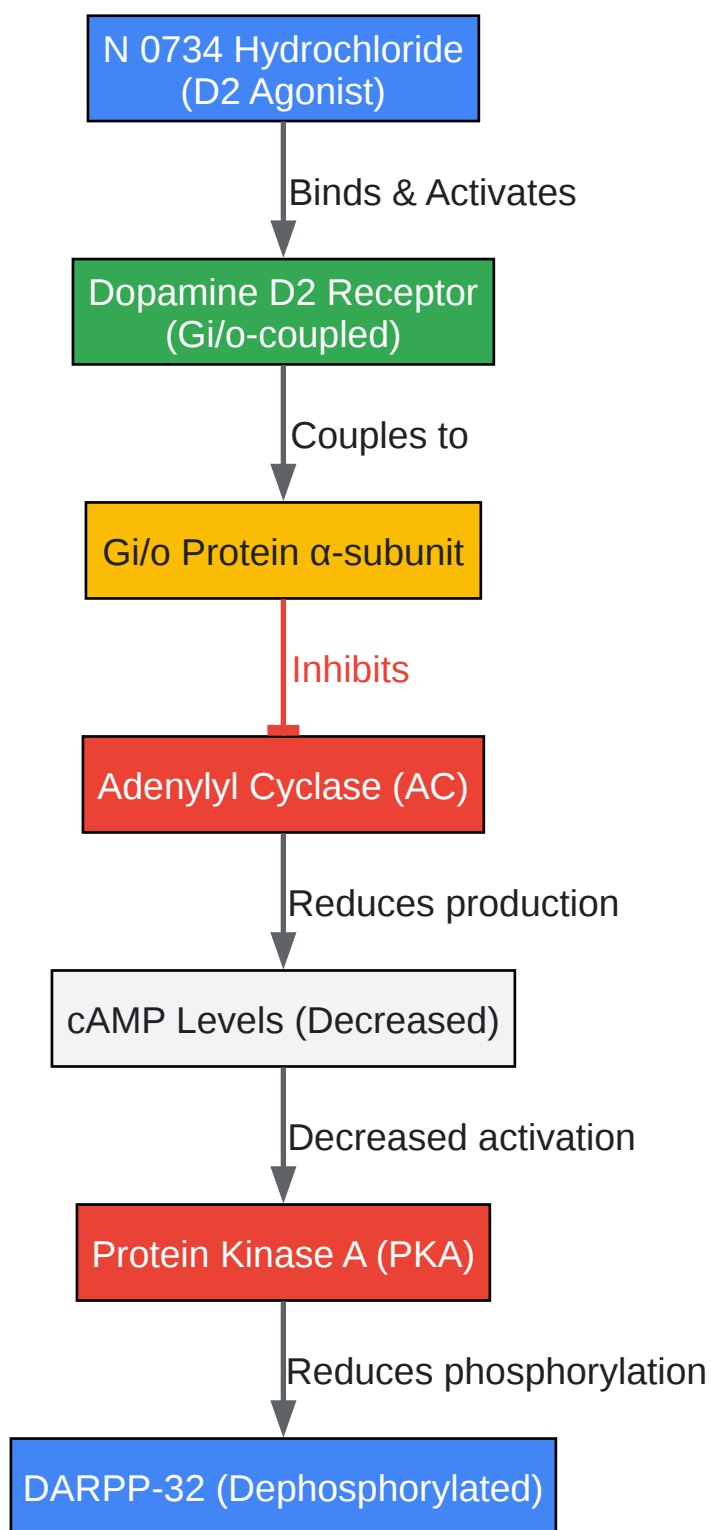 N 0734 Hydrochloride
(D2 Agonist)
Binds & Activates
Dopamine D2 Receptor
(Gi/o-coupled)
Couples to
Gi/o Protein α-subunit
Inhibits
Adenylyl Cyclase (AC)
Reduces production
cAMP Levels (Decreased)
Decreased activation
Protein Kinase A (PKA)
Reduces phosphorylation
DARPP-32 (Dephosphorylated)